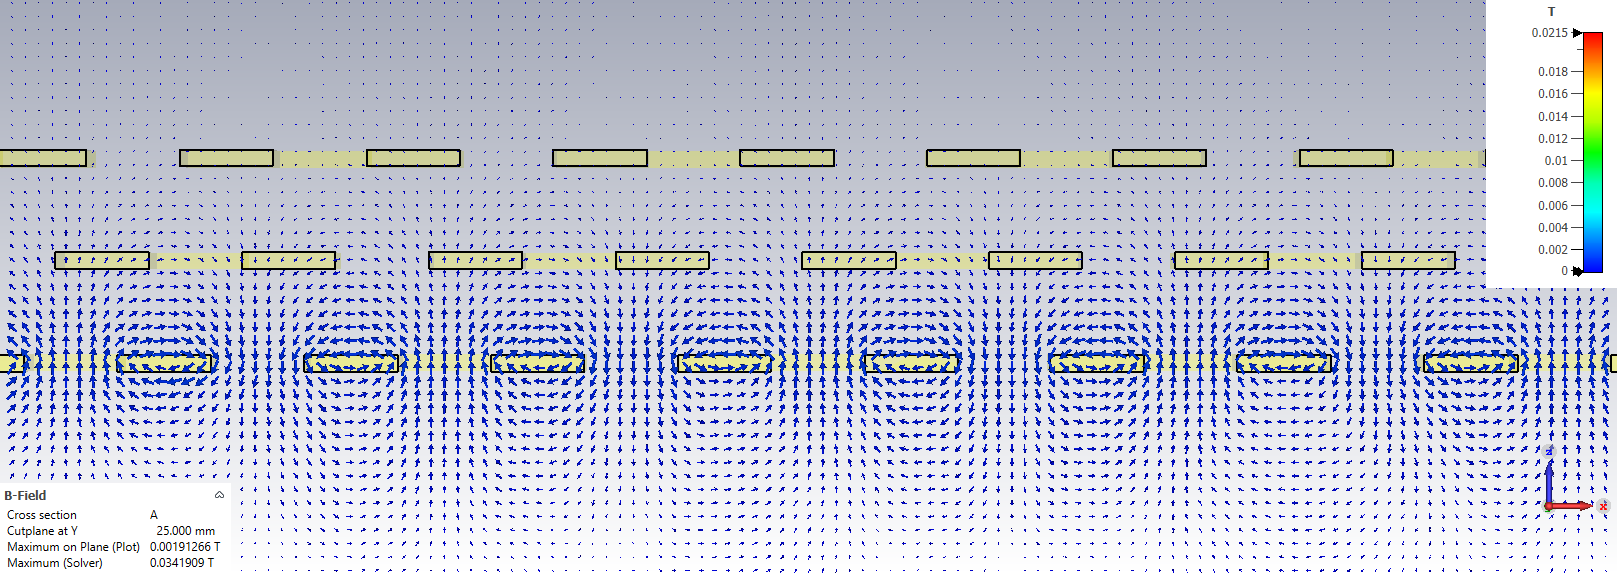 T
0.0215
0.018
0.016
0.014
0.012
0.01
0.008
0.006
0.004
0.002
0
B-Field
Cross section A
Cutplane at Y 25.000 mm
Maximum on Plane (Plot) 0.00191266 T
Maximum (Solver) 0.0341909 T
z
x